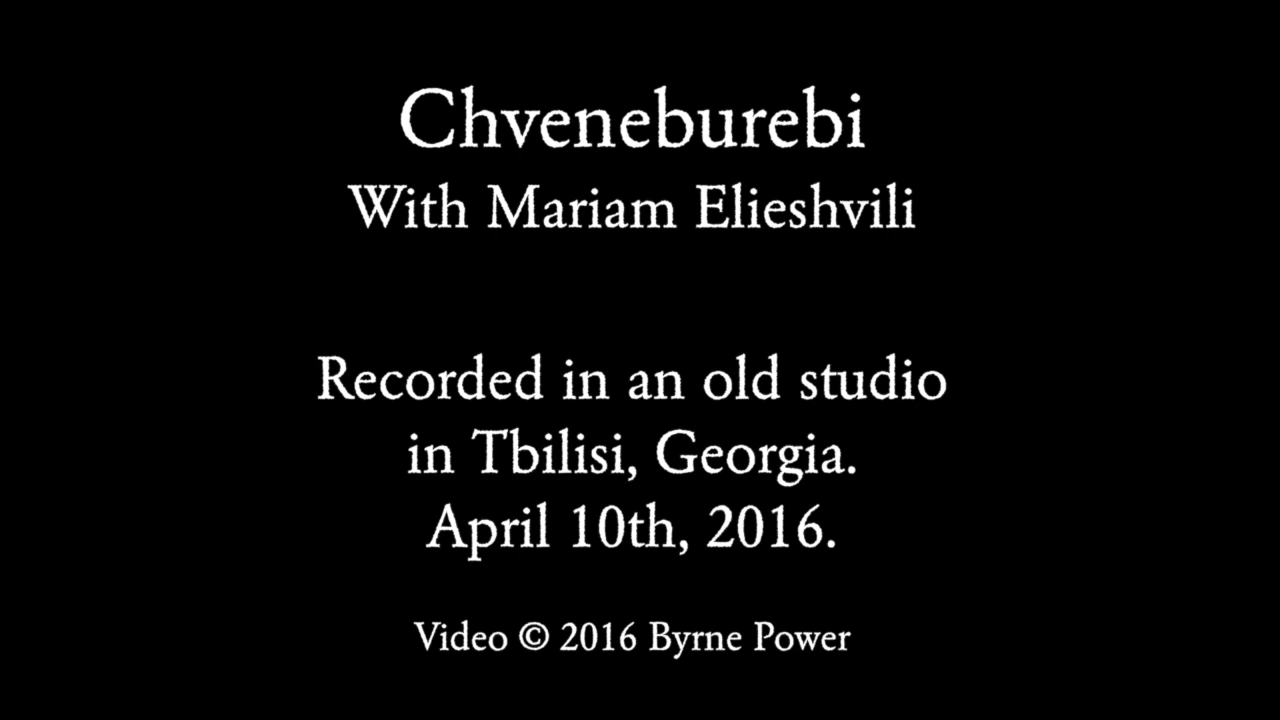 Chveneburebi
With Mariam Elieshvili
Recorded in an old studio
in Tbilisi, Georgia.
April 10th, 2016.
Video © 2016 Byrne Power